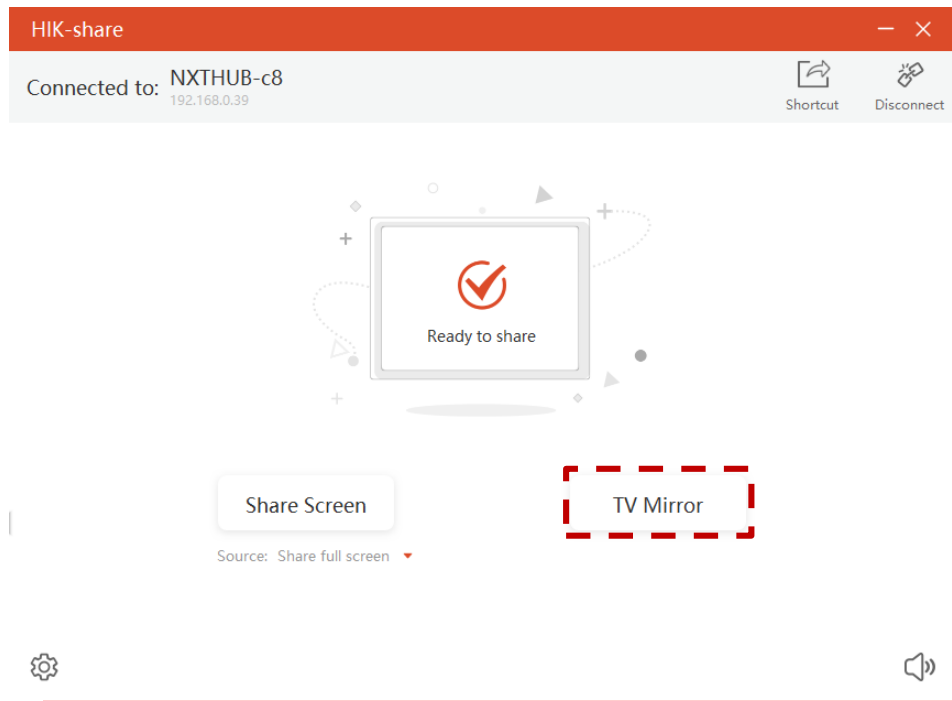 HIK-share
Connected to: NXTHUB-c8
192.168.0.39
Shortcut
Disconnect
Ready to share
Share Screen
TV Mirror
Source: Share full screen